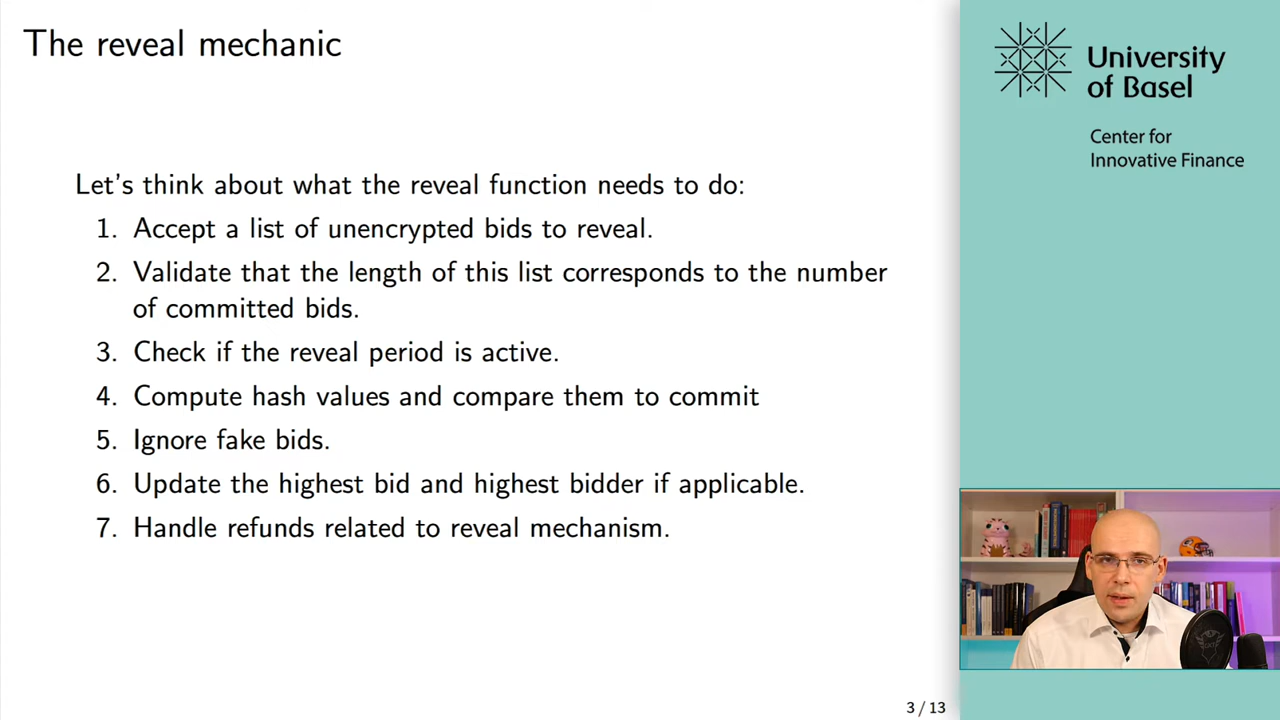 The reveal mechanic
Let's think about what the reveal function needs to do:
1. Accept a list of unencrypted bids to reveal.
2. Validate that the length of this list corresponds to the number
of committed bids.
3. Check if the reveal period is active.
4. Compute hash values and compare them to commit
5. Ignore fake bids.
6. Update the highest bid and highest bidder if applicable.
7. Handle refunds related to reveal mechanism.
3 / 13
University
of Basel
Center for
Innovative Finance